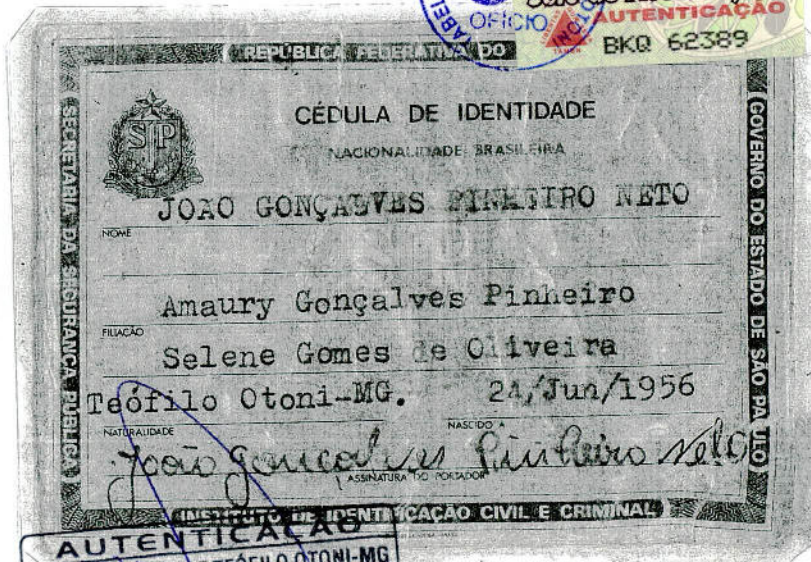 OFÍCIO
AUTENTICAÇÃO
BKQ 62389
REPÚBLICA FEDERATIVA DO
CÉDULA DE IDENTIDADE
NACIONALIDADE BRASILEIRA
SP
JOÃO GONÇALVES PINHEIRO NETO
NOME
Amaury Gonçalves Pinheiro
FILIAÇÃO
Selene Gomes de Oliveira
Teófilo Otoni-MG. 24/Jun/1956
NATURALIDADE NASCIDO A
João Gonçalves Pinheiro Neto
ASSINATURA DO PORTADOR
INSTITUTO DE IDENTIFICAÇÃO CIVIL E CRIMINAL
SECRETARIA DA SEGURANÇA PÚBLICA
GOVERNO DO ESTADO DE SÃO PAULO
AUTENTICAÇÃO
TEÓFILO OTONI-MG